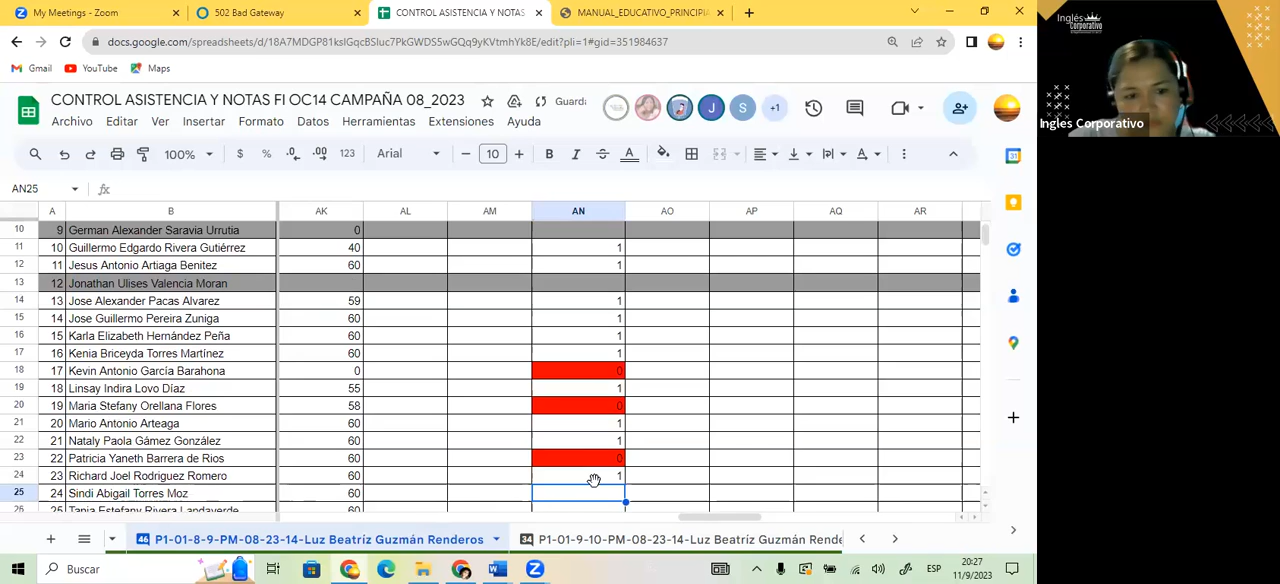 My Meetings - Zoom
502 Bad Gateway
CONTROL ASISTENCIA Y NOTAS
MANUAL_EDUCATIVO_PRINCIPIA
docs.google.com/spreadsheets/d/18A7MDGP81kslGqcBSluc7PkGWDS5wGQq9yKVtmhYk8E/edit?pli=1#gid=351984637
Gmail
YouTube
Maps
CONTROL ASISTENCIA Y NOTAS FI OC14 CAMPAÑA 08_2023
Guarda
Archivo Editar Ver Insertar Formato Datos Herramientas Extensiones Ayuda
J
S
+1
100%
$ % .0 .00 123 Arial 10 B I A
AN25
fx
A B AK AL AM AN AO AP AQ AR
10 9 German Alexander Saravia Urrutia 0
11 10 Guillermo Edgardo Rivera Gutiérrez 40 1
12 11 Jesus Antonio Artiaga Benitez 60 1
13 12 Jonathan Ulises Valencia Moran
14 13 Jose Alexander Pacas Alvarez 59 1
15 14 Jose Guillermo Pereira Zuniga 60 1
16 15 Karla Elizabeth Hernández Peña 60 1
17 16 Kenia Briceyda Torres Martínez 60 1
18 17 Kevin Antonio García Barahona 0 0
19 18 Linsay Indira Lovo Díaz 55 1
20 19 Maria Stefany Orellana Flores 58 0
21 20 Mario Antonio Arteaga 60 1
22 21 Nataly Paola Gámez González 60 1
23 22 Patricia Yaneth Barrera de Rios 60 0
24 23 Richard Joel Rodriguez Romero 60 1
25 24 Sindi Abigail Torres Moz 60
26 25 Tania Estefany Rivera Landaverde 60
46 P1-01-8-9-PM-08-23-14-Luz Beatríz Guzmán Renderos
34 P1-01-9-10-PM-08-23-14-Luz Beatríz Guzmán Rende
Buscar
ESP
20:27
11/9/2023
Inglés
Corporativo
Ingles Corporativo